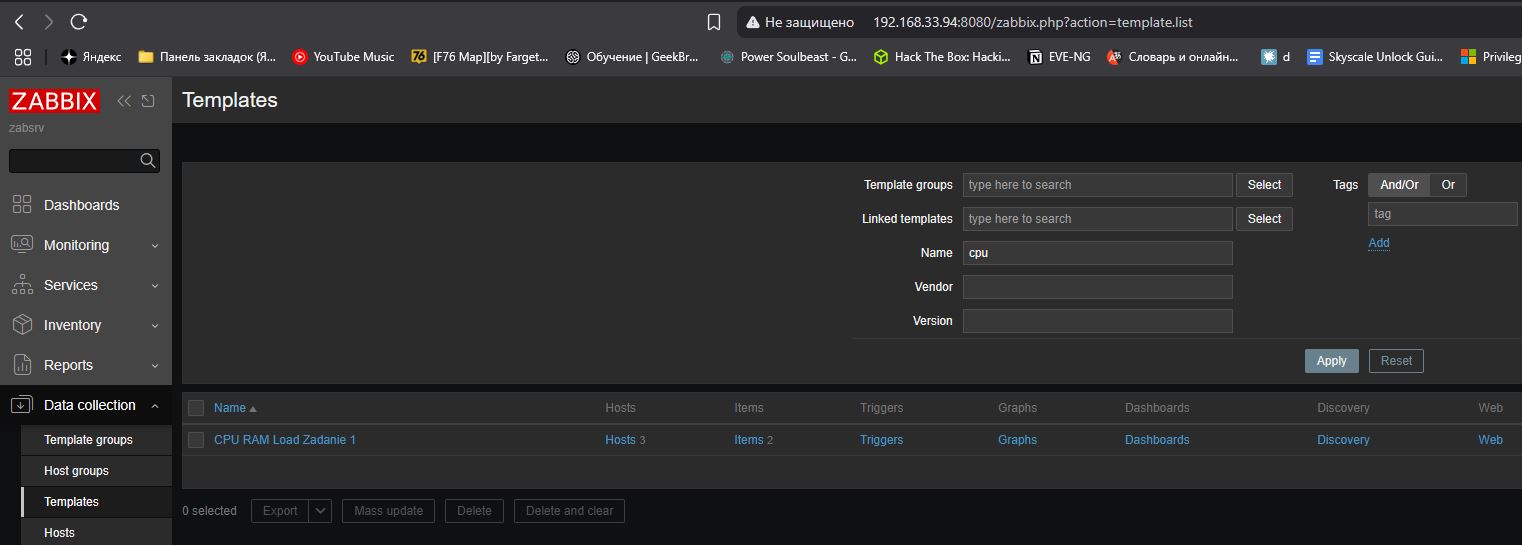 Не защищено 192.168.33.94:8080/zabbix.php?action=template.list
Яндекс Панель закладок (Я... YouTube Music [F76 Map][by Farget... Обучение | GeekBr... Power Soulbeast - G... Hack The Box: Hacki... EVE-NG Словарь и онлайн... d Skyscale Unlock Gui... Privileg
ZABBIX
zabsrv
Dashboards
Monitoring
Services
Inventory
Reports
Data collection
Template groups
Host groups
Templates
Hosts
Templates
Template groups type here to search Select
Linked templates type here to search Select
Name cpu
Vendor
Version
Tags And/Or Or
tag
Add
Apply Reset
Name Hosts Items Triggers Graphs Dashboards Discovery Web
CPU RAM Load Zadanie 1 Hosts 3 Items 2 Triggers Graphs Dashboards Discovery Web
0 selected Export Mass update Delete Delete and clear